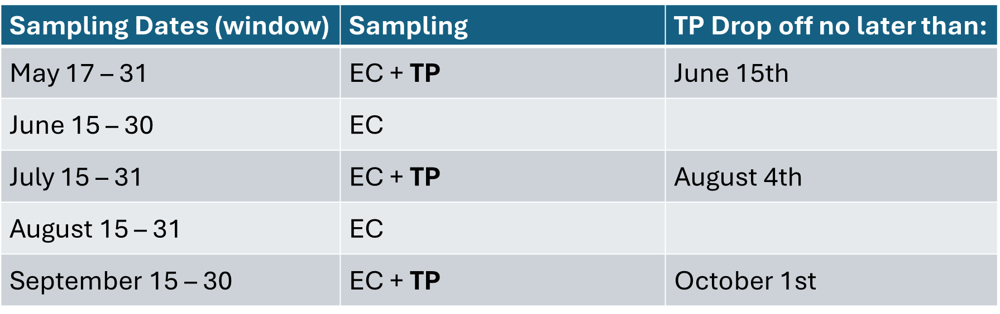 Sampling Dates (window) Sampling TP Drop off no later than:
May 17 – 31 EC + TP June 15th
June 15 – 30 EC
July 15 – 31 EC + TP August 4th
August 15 – 31 EC
September 15 – 30 EC + TP October 1st